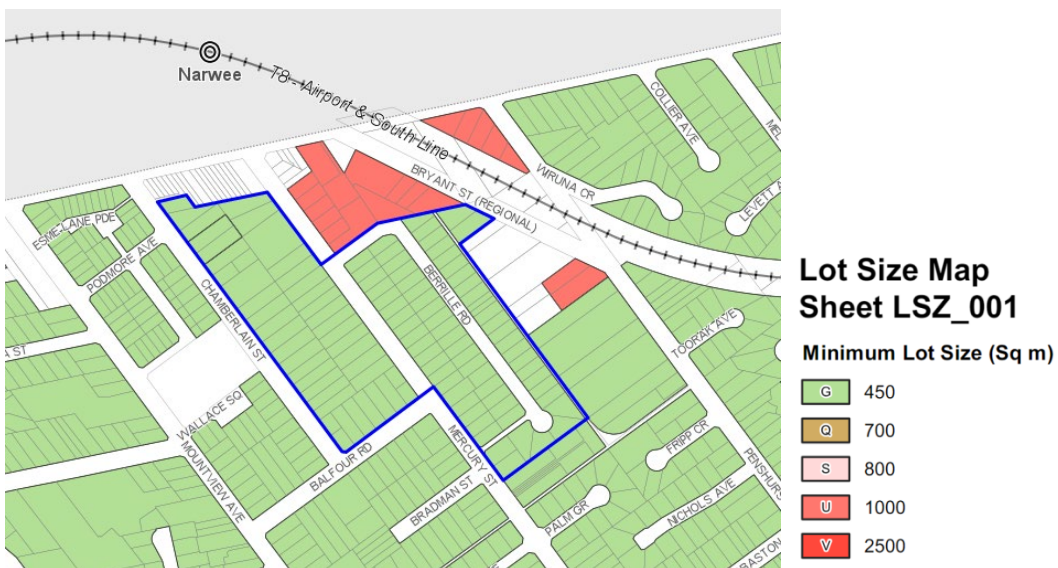 Narwee
T8 - Airport & South Line
COLLIER AVE
WIRUNA CR
BRYANT ST (REGIONAL)
ESME-LANE PDE
PODMORE AVE
CHAMBERLAIN ST
BERRILLE RD
TOORAK AVE
WALLACE SQ
MOUNTVIEW AVE
BALFOUR RD
MERCURY ST
BRADMAN ST
PALM GR
FRIPP CR
NICHOLS AVE
Lot Size Map
Sheet LSZ_001
Minimum Lot Size (Sq m)
G 450
Q 700
S 800
U 1000
V 2500